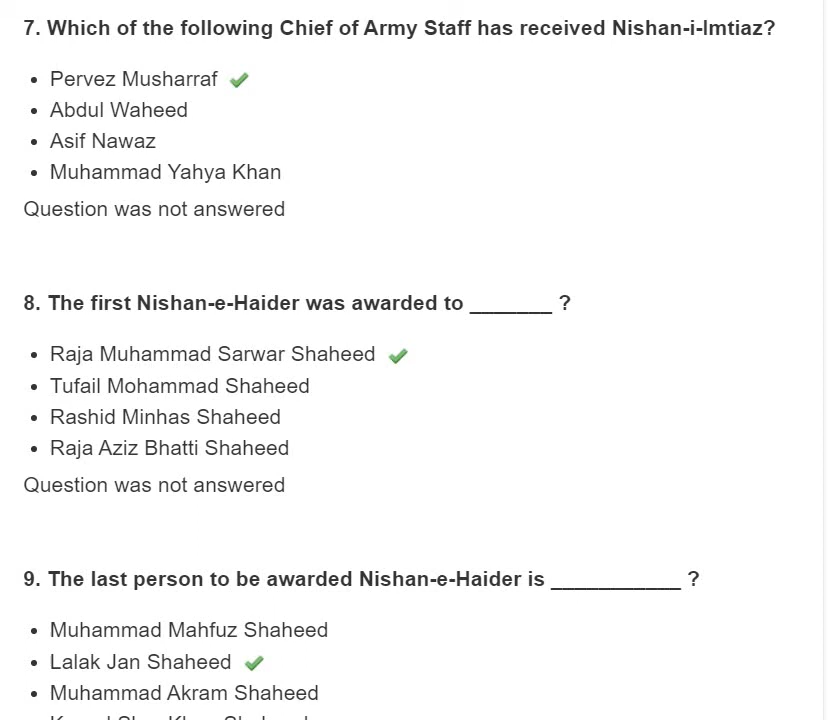 7. Which of the following Chief of Army Staff has received Nishan-i-Imtiaz?
• Pervez Musharraf
• Abdul Waheed
• Asif Nawaz
• Muhammad Yahya Khan
Question was not answered
8. The first Nishan-e-Haider was awarded to _______ ?
• Raja Muhammad Sarwar Shaheed
• Tufail Mohammad Shaheed
• Rashid Minhas Shaheed
• Raja Aziz Bhatti Shaheed
Question was not answered
9. The last person to be awarded Nishan-e-Haider is ___________ ?
• Muhammad Mahfuz Shaheed
• Lalak Jan Shaheed
• Muhammad Akram Shaheed